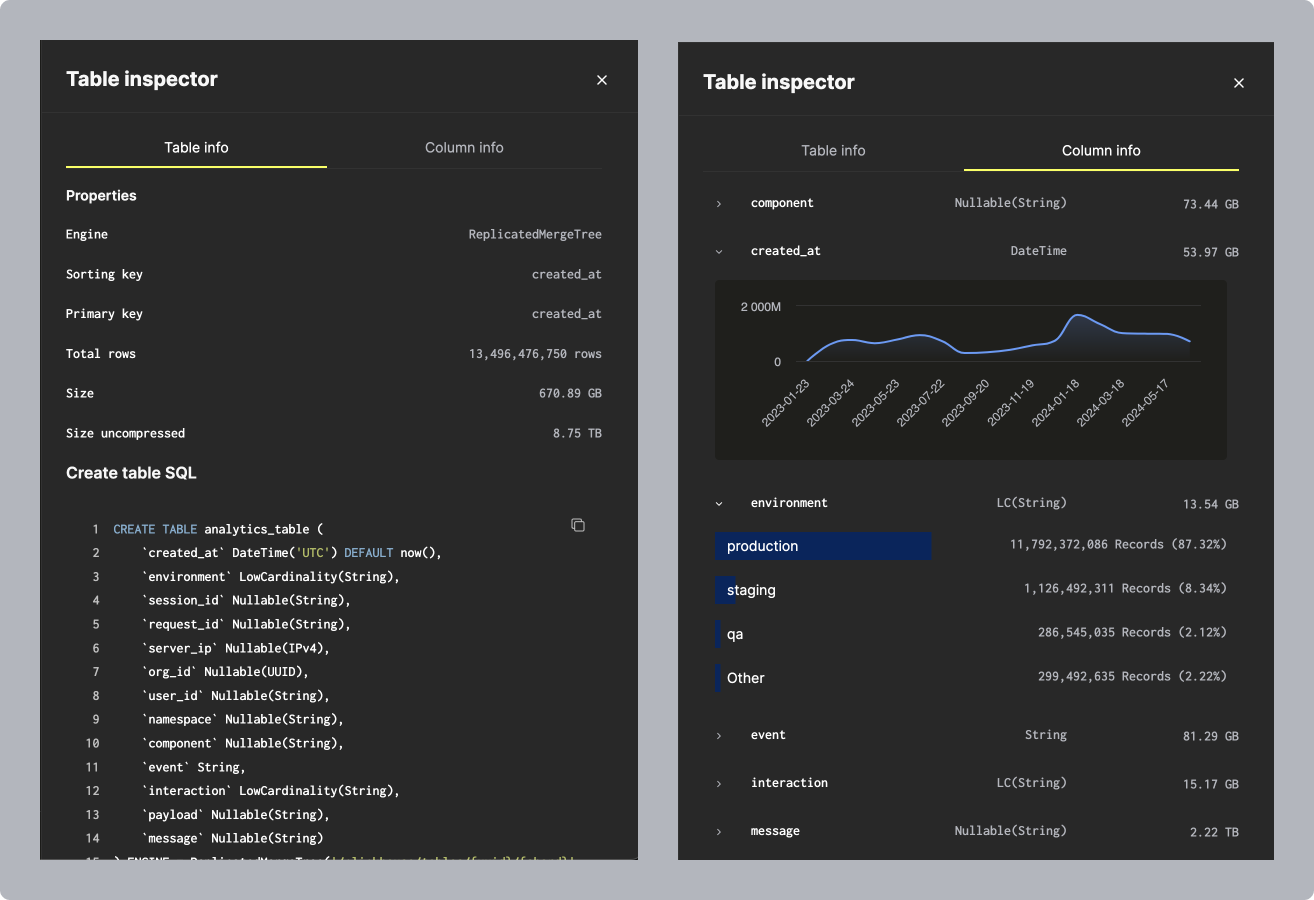 Table inspector
Table info Column info
Properties
Engine ReplicatedMergeTree
Sorting key created_at
Primary key created_at
Total rows 13,496,476,750 rows
Size 670.89 GB
Size uncompressed 8.75 TB
Create table SQL
1 CREATE TABLE analytics_table (
2 `created_at` DateTime('UTC') DEFAULT now(),
3 `environment` LowCardinality(String),
4 `session_id` Nullable(String),
5 `request_id` Nullable(String),
6 `server_ip` Nullable(IPv4),
7 `org_id` Nullable(UUID),
8 `user_id` Nullable(String),
9 `namespace` Nullable(String),
10 `component` Nullable(String),
11 `event` String,
12 `interaction` LowCardinality(String),
13 `payload` Nullable(String),
14 `message` Nullable(String)
Table inspector
Table info Column info
component Nullable(String) 73.44 GB
created_at DateTime 53.97 GB
2 000M
0
2023-01-23 2023-03-24 2023-05-23 2023-07-22 2023-09-20 2023-11-19 2024-01-18 2024-03-18 2024-05-17
environment LC(String) 13.54 GB
production 11,792,372,086 Records (87.32%)
staging 1,126,492,311 Records (8.34%)
qa 286,545,035 Records (2.12%)
Other 299,492,635 Records (2.22%)
event String 81.29 GB
interaction LC(String) 15.17 GB
message Nullable(String) 2.22 TB